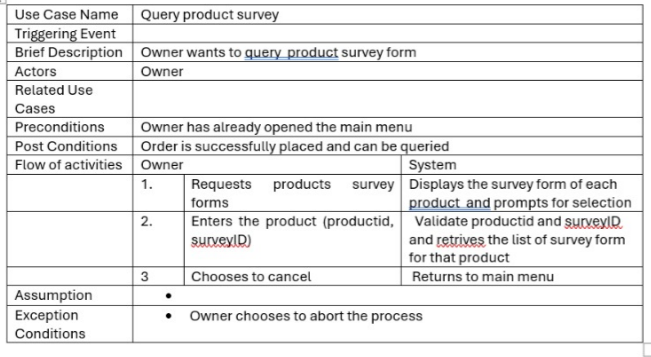 Use Case Name Query product survey
Triggering Event
Brief Description Owner wants to query product survey form
Actors Owner
Related Use
Cases
Preconditions Owner has already opened the main menu
Post Conditions Order is successfully placed and can be queried
Flow of activities Owner System
1. Requests products survey Displays the survey form of each
forms product and prompts for selection
2. Enters the product (productid, Validate productid and surveyID
surveyID) and retrives the list of survey form
for that product
3 Chooses to cancel Returns to main menu
Assumption •
Exception • Owner chooses to abort the process
Conditions